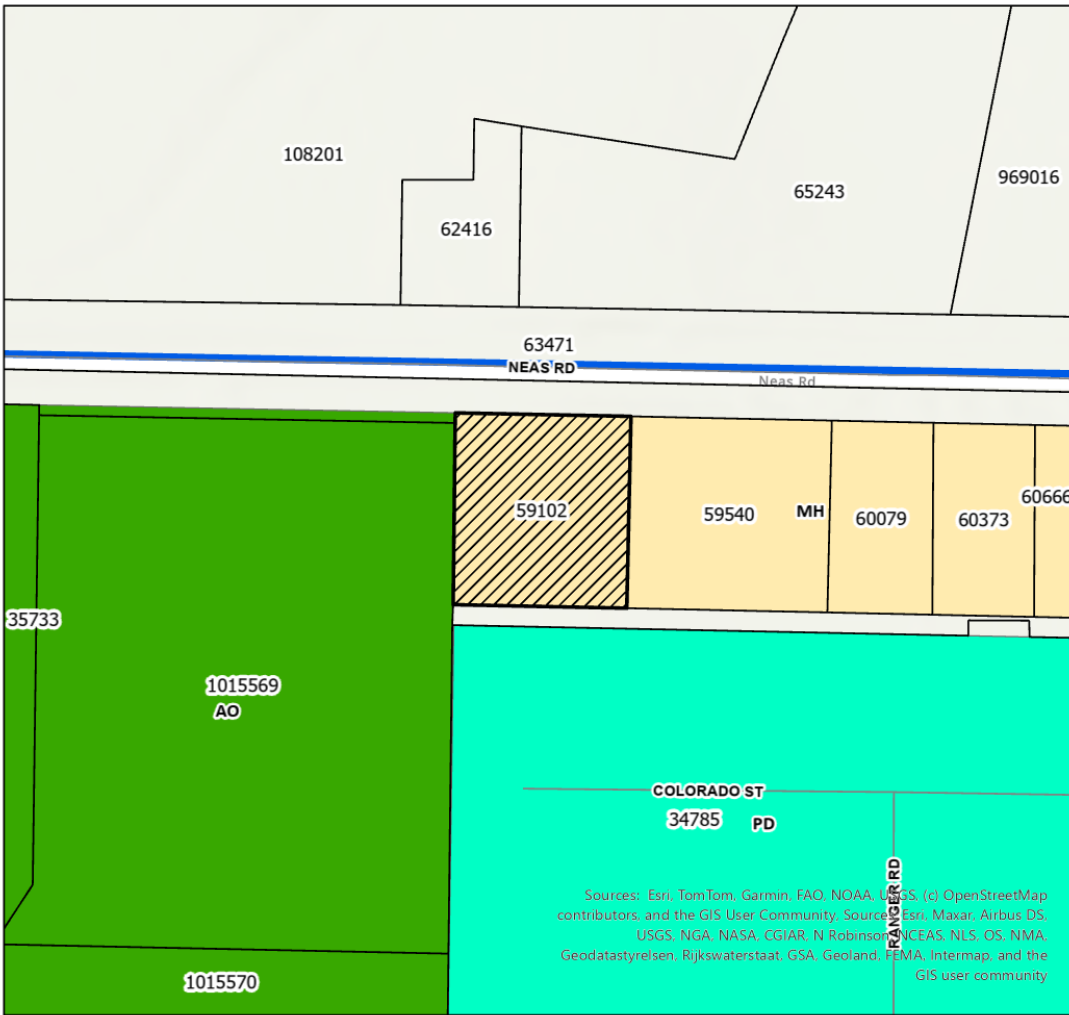 108201
969016
65243
62416
63471
NEAS RD
Neas Rd
60666
59102
59540
MH
60079
60373
35733
1015569
AO
COLORADO ST
34785
PD
RANGER RD
Sources: Esri, TomTom, Garmin, FAO, NOAA, USGS, (c) OpenStreetMap
contributors, and the GIS User Community, Source: Esri, Maxar, Airbus DS,
USGS, NGA, NASA, CGIAR, N Robinson, NCEAS, NLS, OS, NMA,
Geodatastyrelsen, Rijkswaterstaat, GSA, Geoland, FEMA, Intermap, and the
GIS user community
1015570